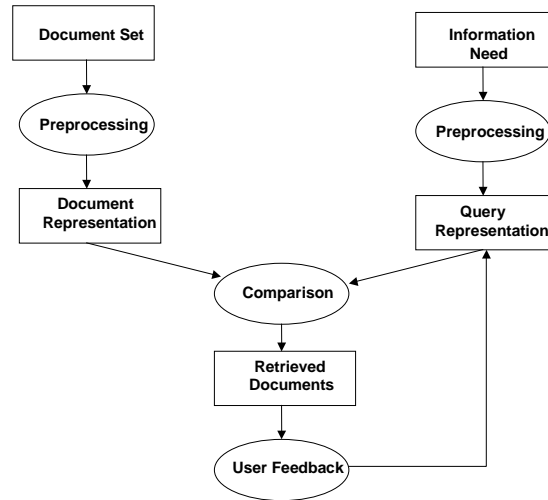 Document Set
Information
Need
Preprocessing
Preprocessing
Document
Representation
Query
Representation
Comparison
Retrieved
Documents
User Feedback